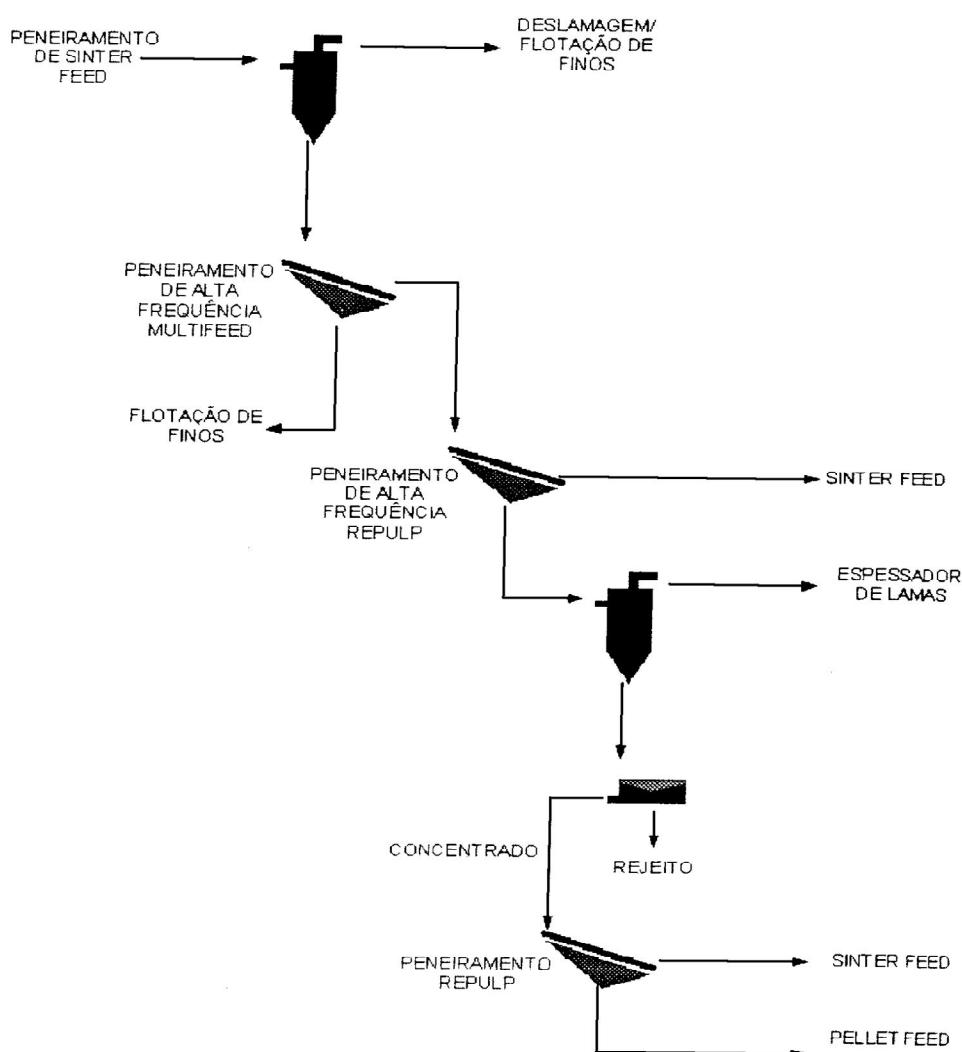 PENEIRAMENTO
DE SINTER
FEED
DESLAMAGEM/
FLOTAÇÃO DE
FINOS
PENEIRAMENTO
DE ALTA
FREQUÊNCIA
MULTIFEED
FLOTAÇÃO DE
FINOS
PENEIRAMENTO
DE ALTA
FREQUÊNCIA
REPULP
SINTER FEED
ESPESSADOR
DE LAMAS
CONCENTRADO
REJEITO
PENEIRAMENTO
REPULP
SINTER FEED
PELLET FEED